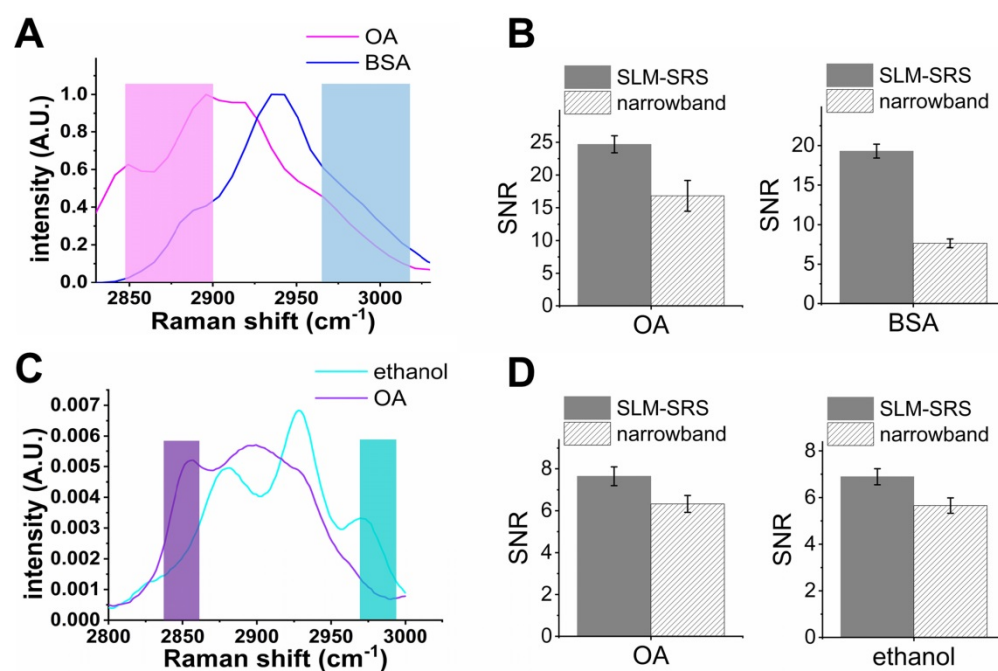 A
OA
BSA
1.0
0.8
0.6
0.4
0.2
0.0
intensity (A.U.)
2850
2900
2950
3000
Raman shift (cm-1)
B
SLM-SRS
narrowband
25
20
15
10
5
0
SNR
OA
SLM-SRS
narrowband
20
15
10
5
0
SNR
BSA
C
ethanol
OA
0.007
0.006
0.005
0.004
0.003
0.002
0.001
0.000
intensity (A.U.)
2800
2850
2900
2950
3000
Raman shift (cm-1)
D
SLM-SRS
narrowband
8
6
4
2
0
SNR
OA
SLM-SRS
narrowband
8
6
4
2
0
SNR
ethanol